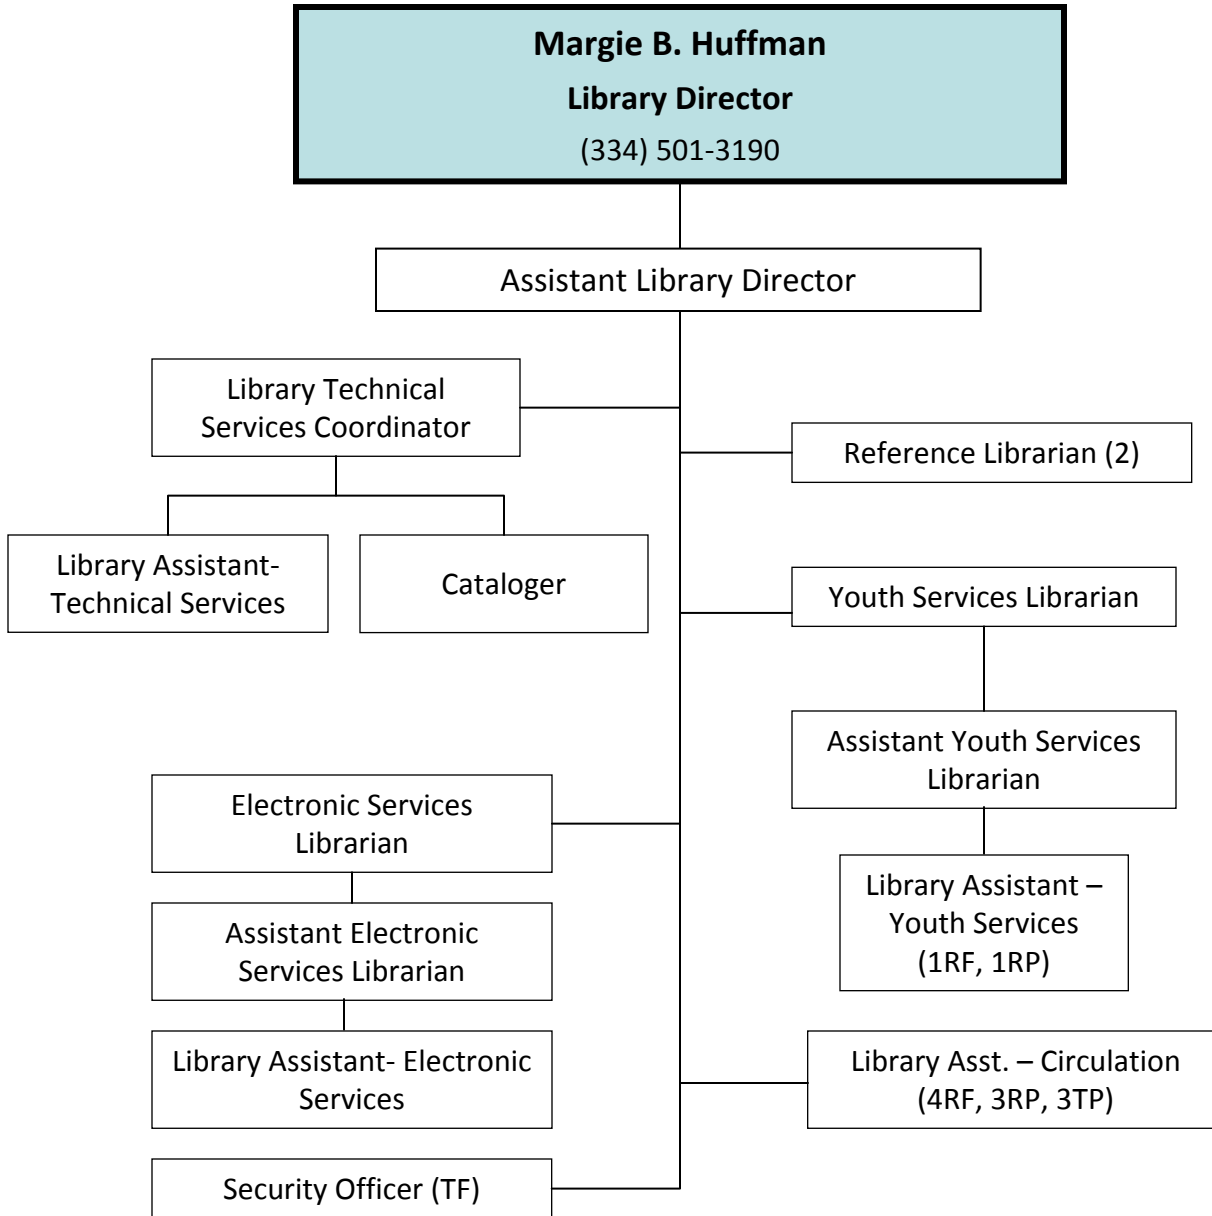 Margie B. Huffman
Library Director
(334) 501-3190
Assistant Library Director
Library Technical
Services Coordinator
Reference Librarian (2)
Library Assistant-
Technical Services
Cataloger
Youth Services Librarian
Assistant Youth Services
Librarian
Electronic Services
Librarian
Library Assistant –
Youth Services
(1RF, 1RP)
Assistant Electronic
Services Librarian
Library Assistant- Electronic
Services
Library Asst. – Circulation
(4RF, 3RP, 3TP)
Security Officer (TF)